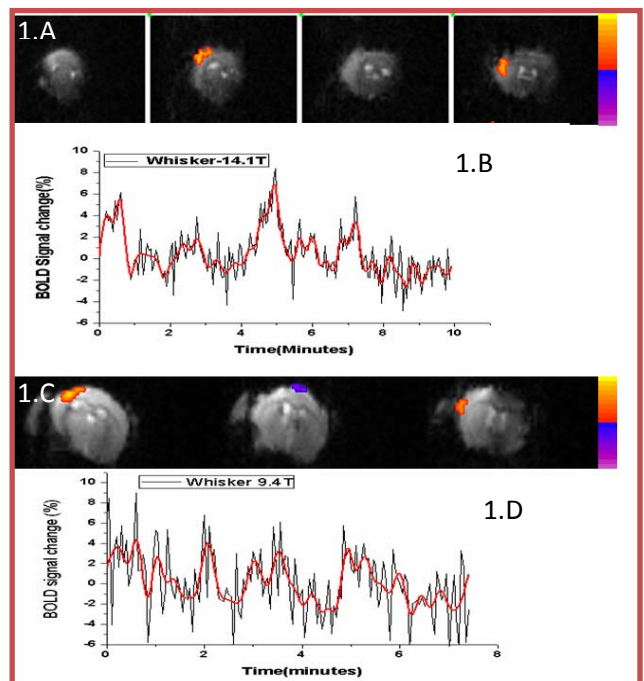 1.A
1.B
Whisker-14.1T
BOLD Signal change(%)
10
8
6
4
2
0
-2
-4
-6
0 2 4 6 8 10
Time(Minutes)
1.C
1.D
Whisker 9.4T
BOLD signal change (%)
10
8
6
4
2
0
-2
-4
-6
0 2 4 6 8
Time(minutes)